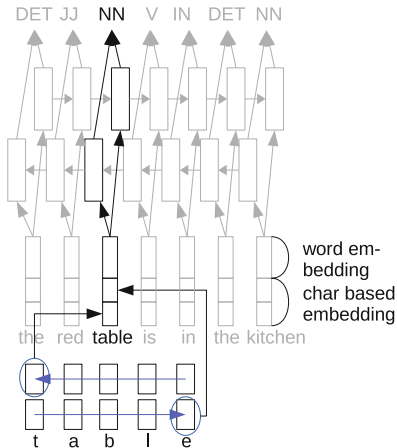 DET JJ NN V IN DET NN
word em-
bedding
char based
embedding
the red table is in the kitchen
t a b l e